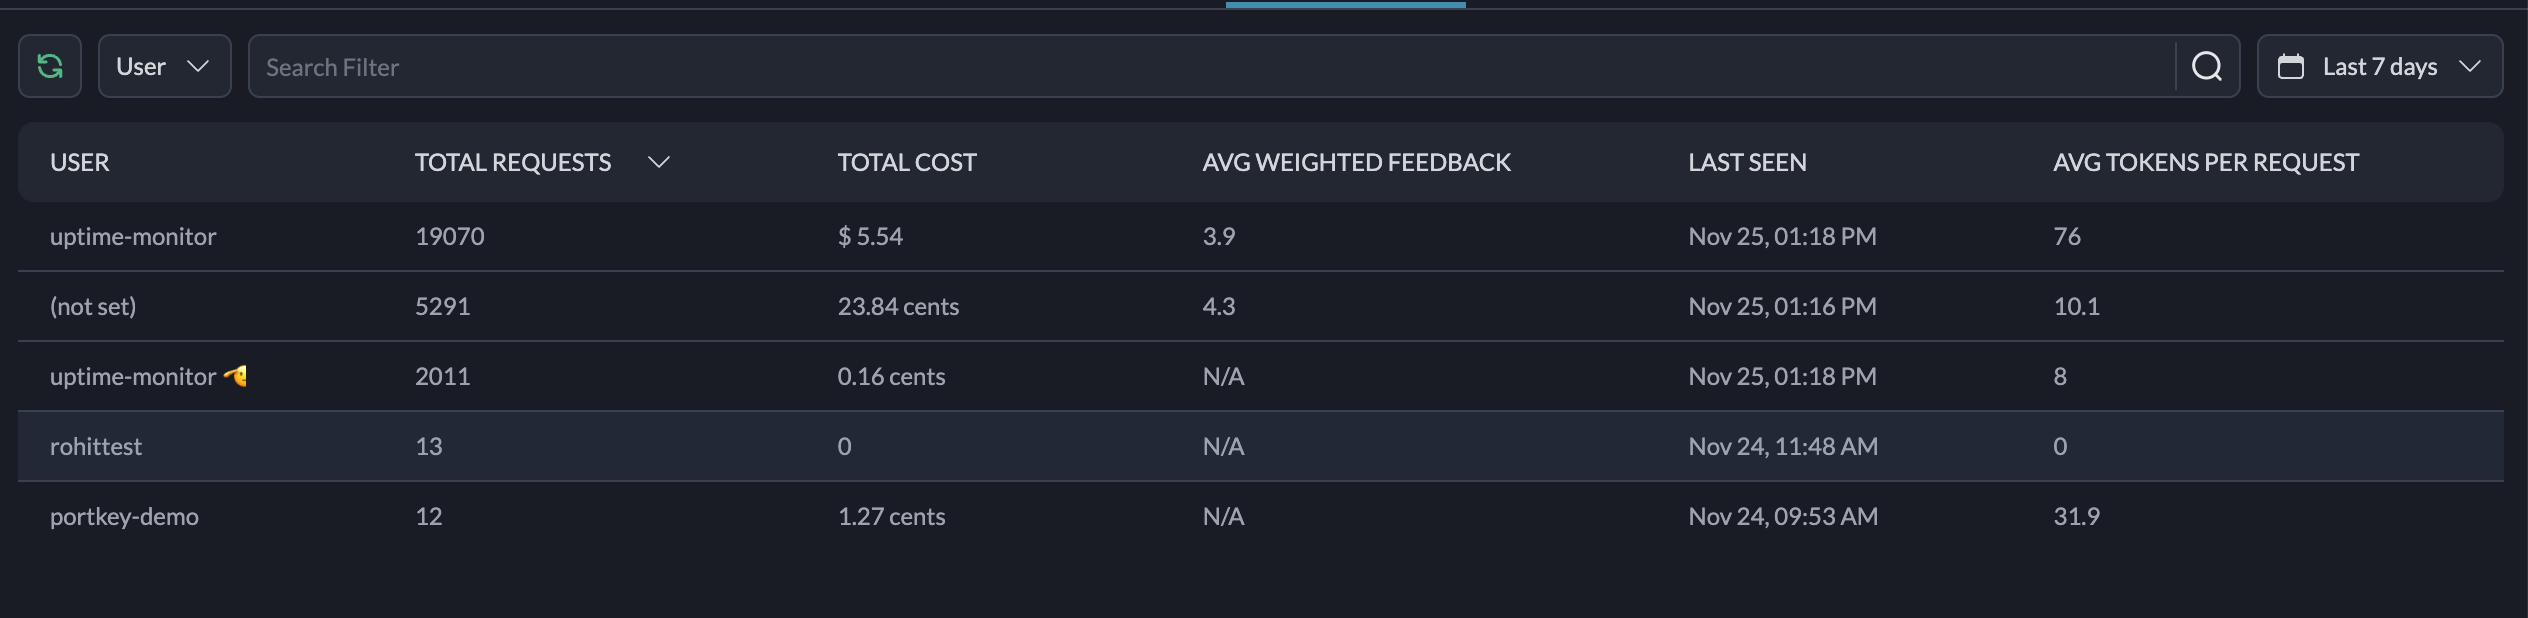 User Search Filter Last 7 days
USER TOTAL REQUESTS TOTAL COST AVG WEIGHTED FEEDBACK LAST SEEN AVG TOKENS PER REQUEST
uptime-monitor 19070 $ 5.54 3.9 Nov 25, 01:18 PM 76
(not set) 5291 23.84 cents 4.3 Nov 25, 01:16 PM 10.1
uptime-monitor 2011 0.16 cents N/A Nov 25, 01:18 PM 8
rohittest 13 0 N/A Nov 24, 11:48 AM 0
portkey-demo 12 1.27 cents N/A Nov 24, 09:53 AM 31.9